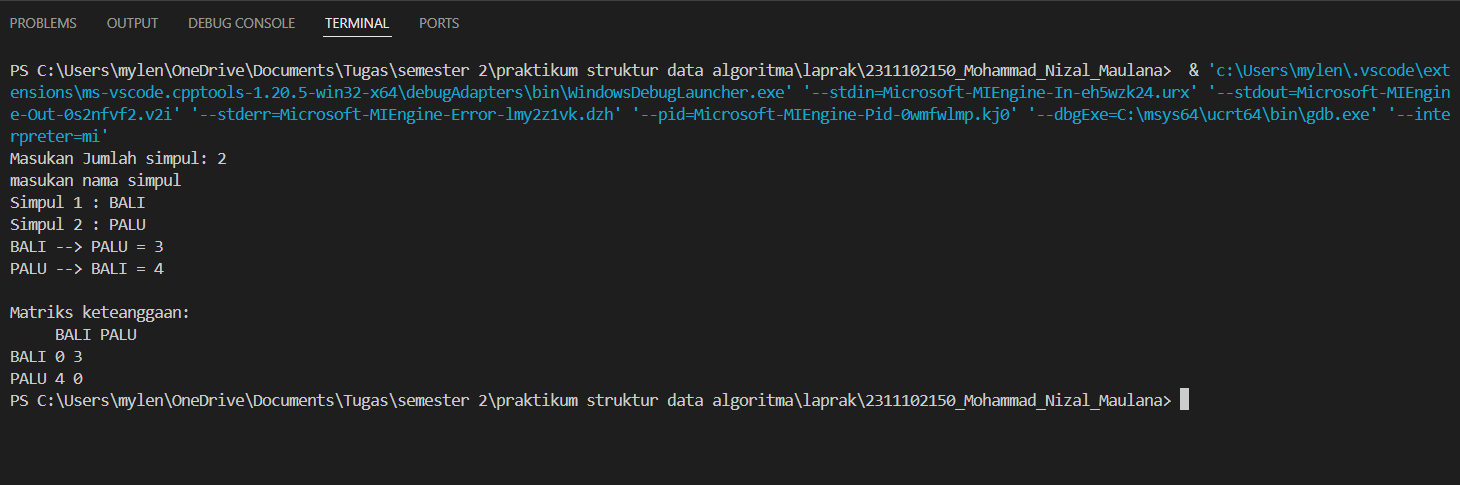 PROBLEMS OUTPUT DEBUG CONSOLE TERMINAL PORTS
PS C:\Users\mylen\OneDrive\Documents\Tugas\semester 2\praktikum struktur data algoritma\laprak\2311102150_Mohammad_Nizal_Maulana>  & 'c:\Users\mylen\.vscode\ext
ensions\ms-vscode.cpptools-1.20.5-win32-x64\debugAdapters\bin\WindowsDebugLauncher.exe' '--stdin=Microsoft-MIEngine-In-eh5wzk24.urx' '--stdout=Microsoft-MIEngin
e-Out-0s2nfvf2.v2i' '--stderr=Microsoft-MIEngine-Error-lmy2z1vk.dzh' '--pid=Microsoft-MIEngine-Pid-0wmfwlmp.kj0' '--dbgExe=C:\msys64\ucrt64\bin\gdb.exe' '--inte
rpreter=mi'
Masukan Jumlah simpul: 2
masukan nama simpul
Simpul 1 : BALI
Simpul 2 : PALU
BALI --> PALU = 3
PALU --> BALI = 4
Matriks keteanggaan:
     BALI PALU
BALI 0 3
PALU 4 0
PS C:\Users\mylen\OneDrive\Documents\Tugas\semester 2\praktikum struktur data algoritma\laprak\2311102150_Mohammad_Nizal_Maulana>